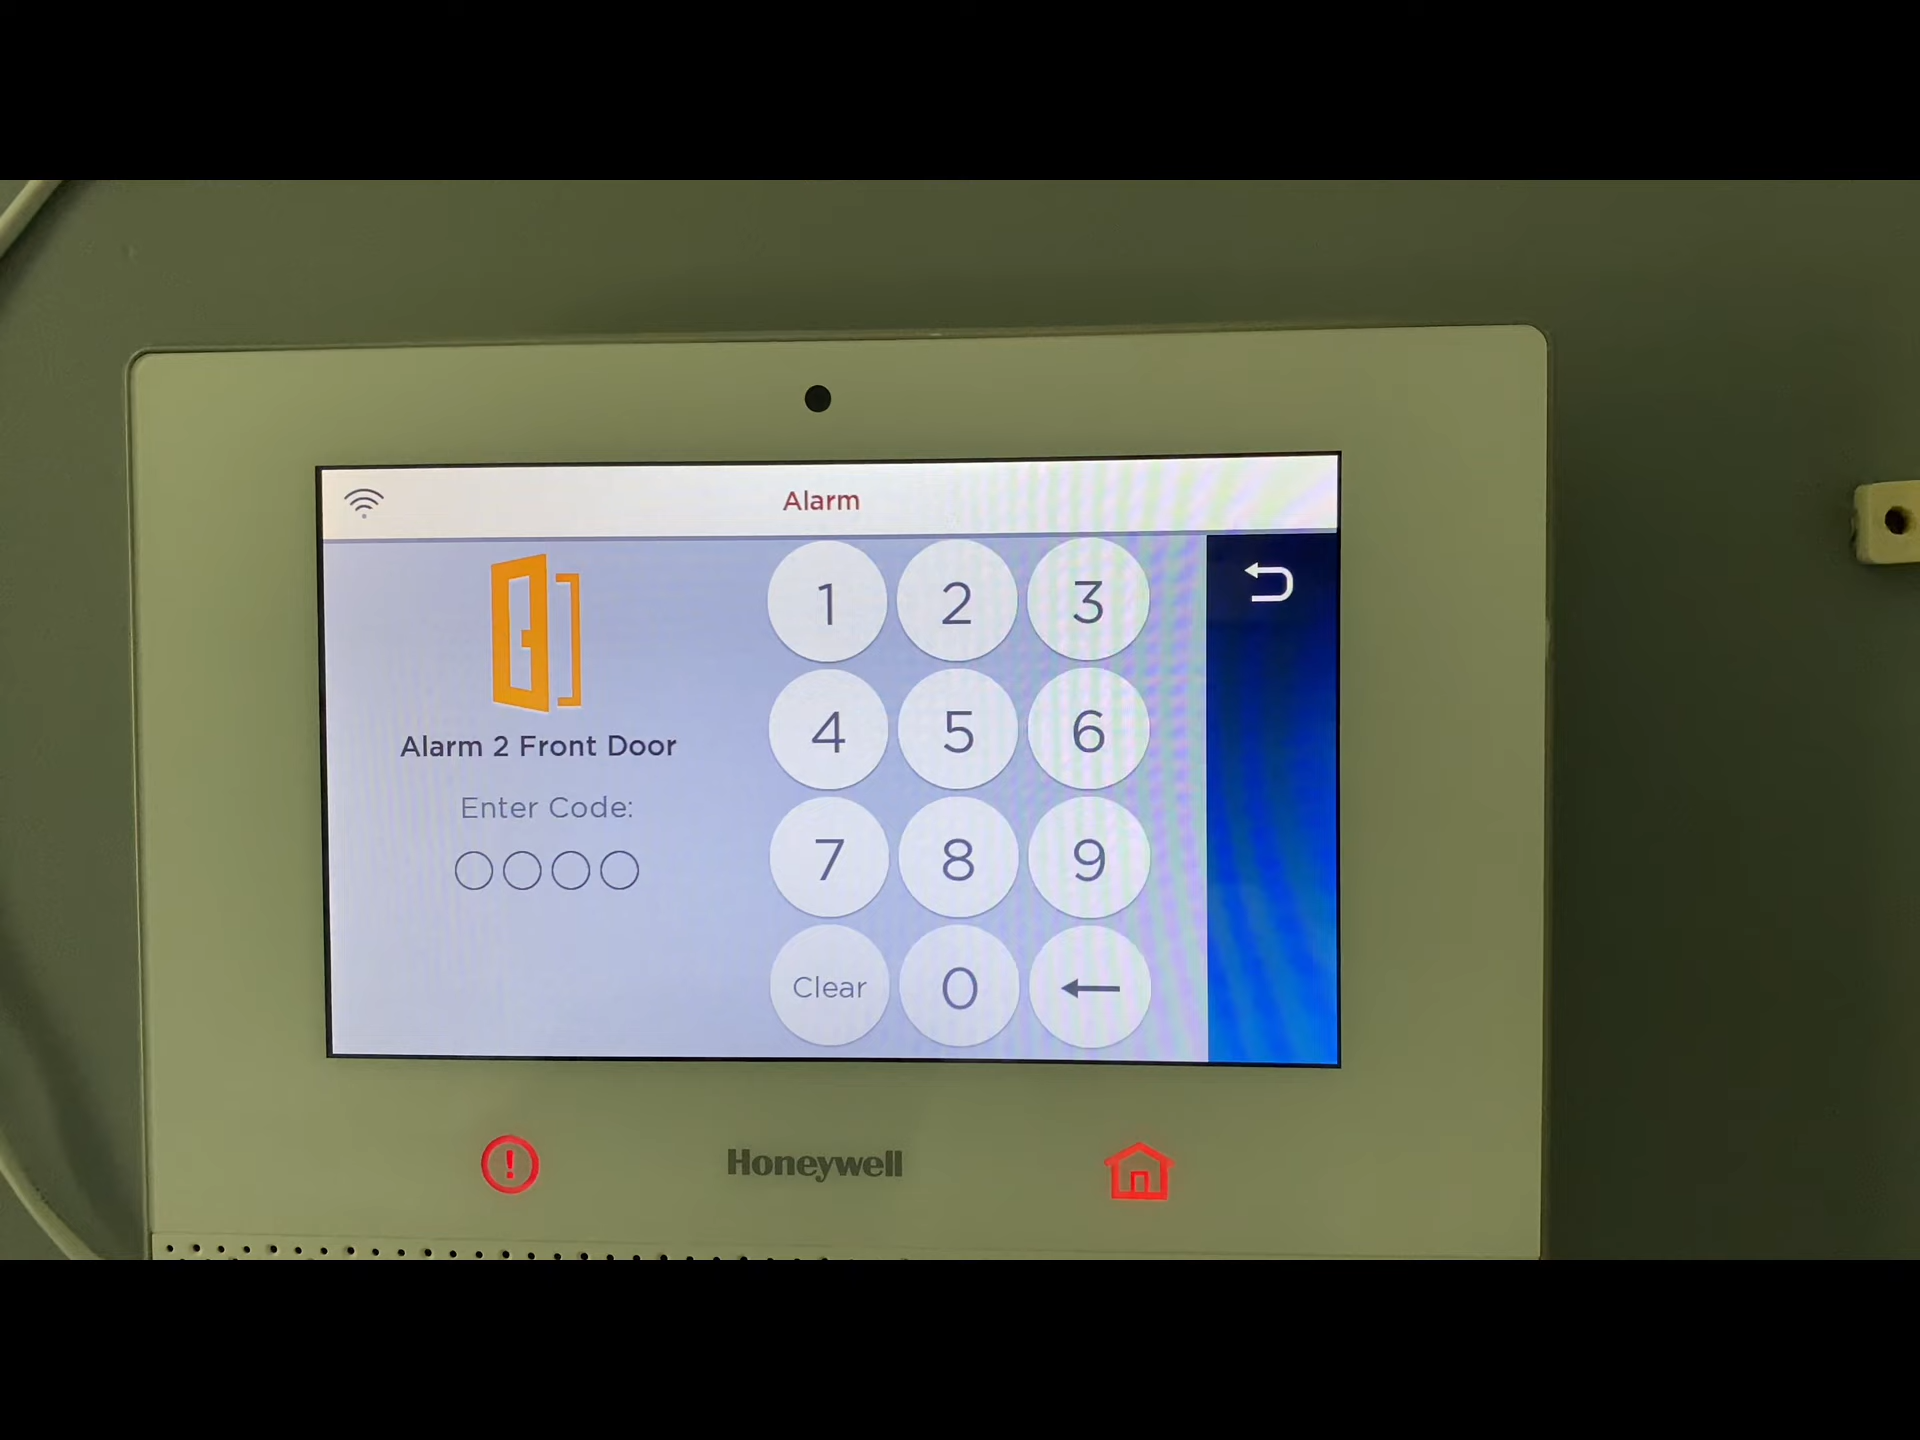 Alarm
Alarm 2 Front Door
Enter Code:
1 2 3
4 5 6
7 8 9
Clear 0
Honeywell